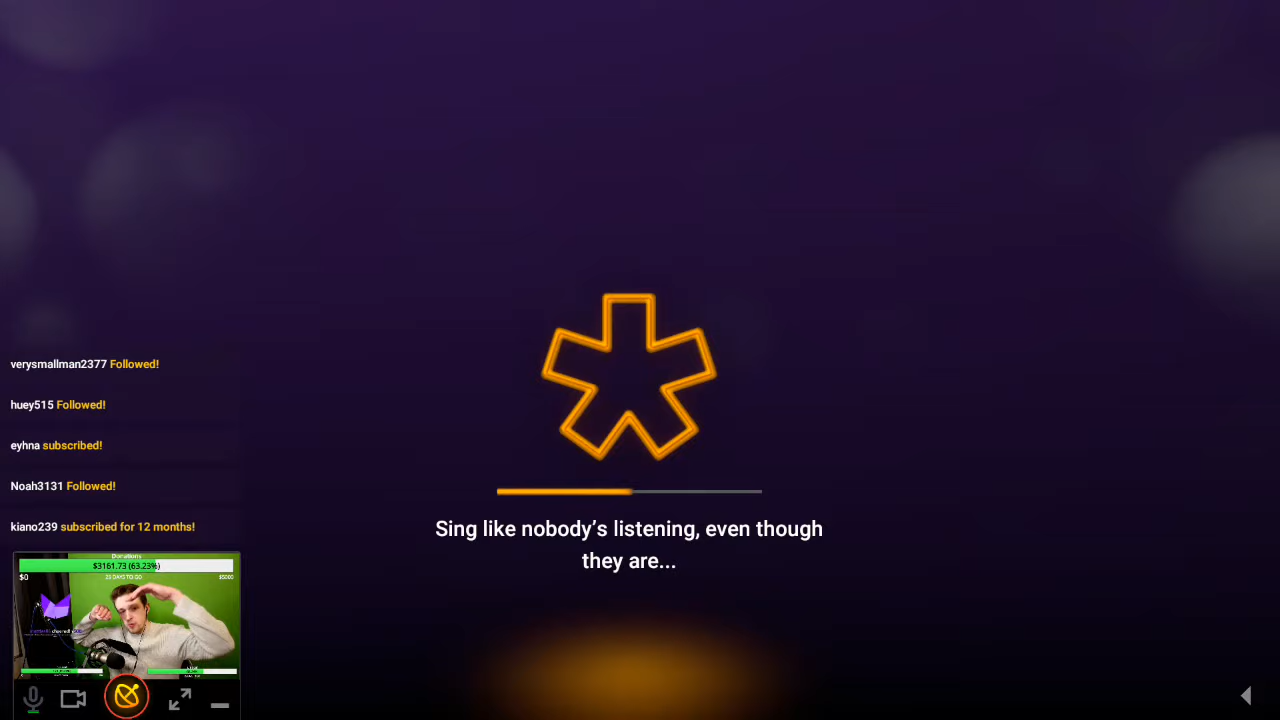 verysmallman2377 Followed!
huey515 Followed!
eyhna subscribed!
Noah3131 Followed!
kiano239 subscribed for 12 months!
Donations
$3161.73 (63.23%)
$0
$5000
Sing like nobody’s listening, even though
they are...